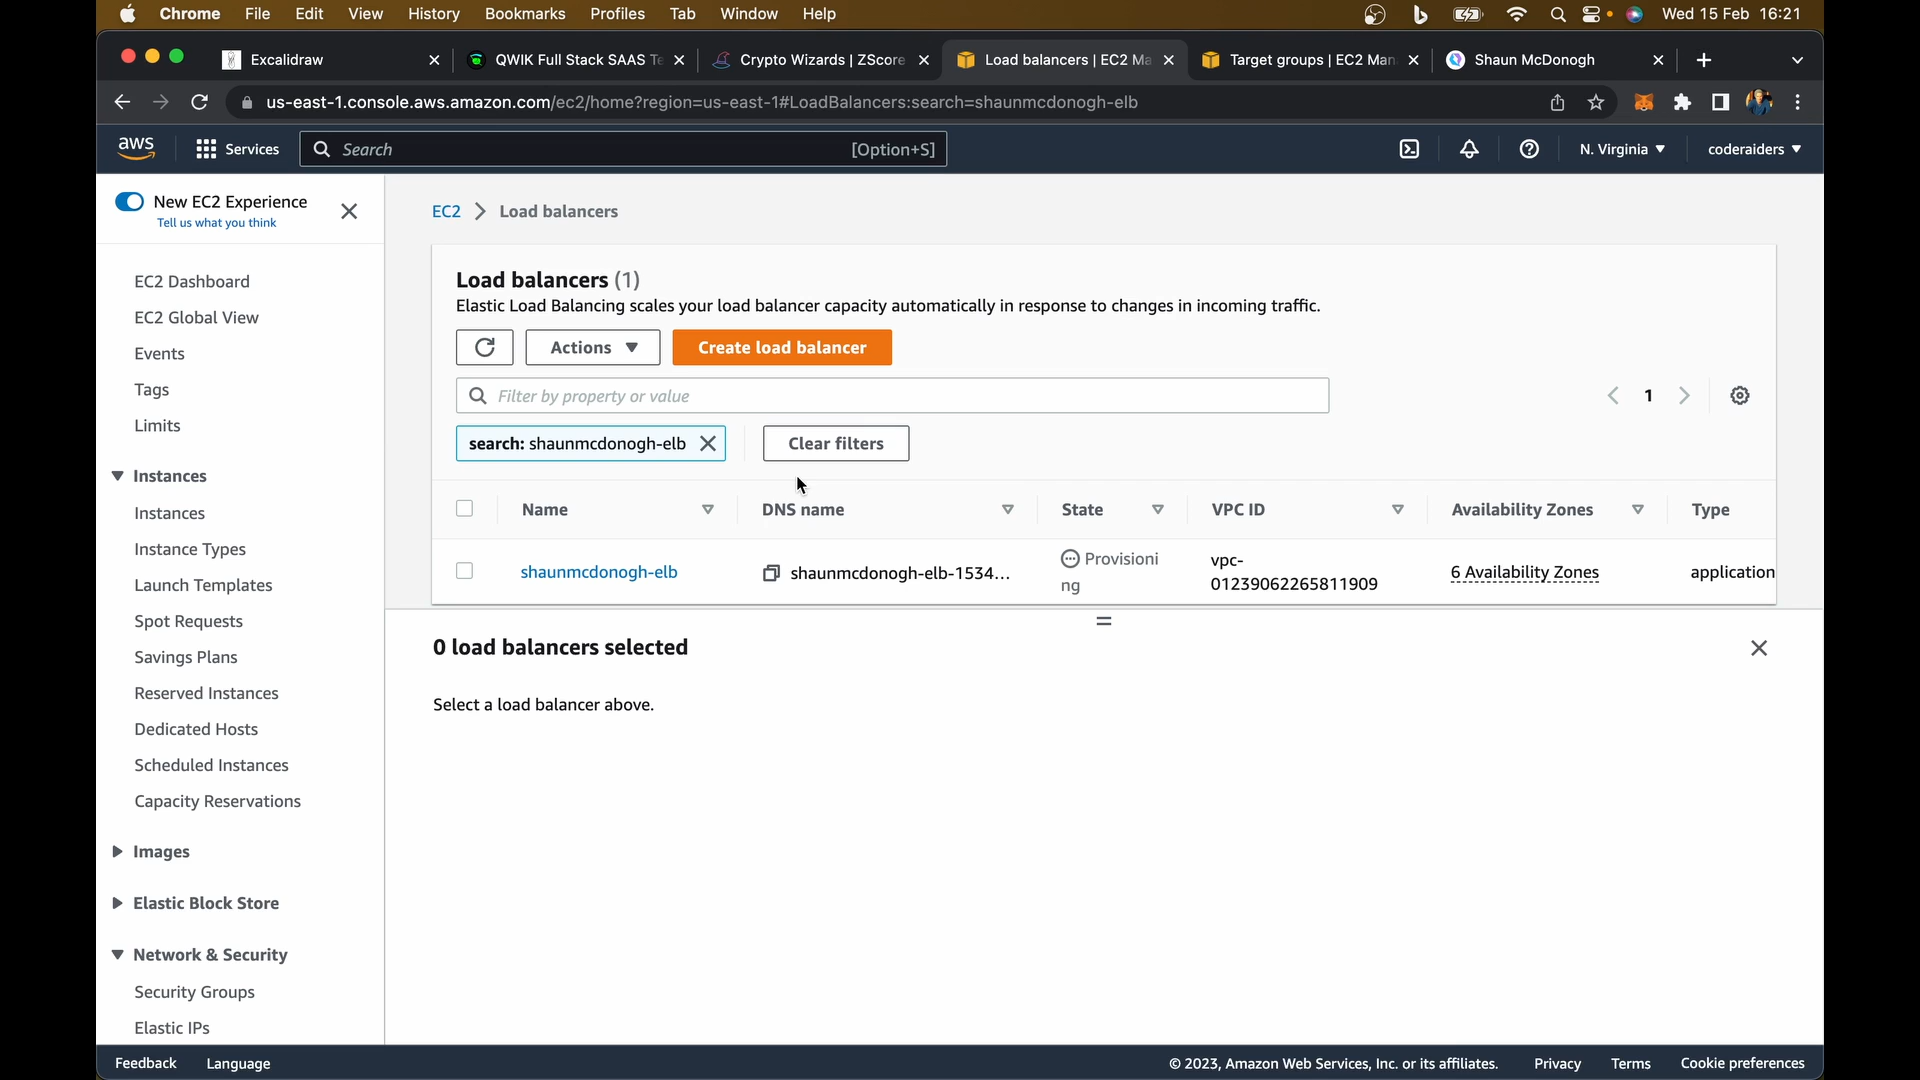 Chrome File Edit View History Bookmarks Profiles Tab Window Help Wed 15 Feb 16:21
Excalidraw QWIK Full Stack SAAS Te Crypto Wizards | ZScore Load balancers | EC2 Ma Target groups | EC2 Man Shaun McDonogh
us-east-1.console.aws.amazon.com/ec2/home?region=us-east-1#LoadBalancers:search=shaunmcdonogh-elb
aws Services Search [Option+S] N. Virginia coderaiders
New EC2 Experience
Tell us what you think
EC2 Dashboard
EC2 Global View
Events
Tags
Limits
Instances
Instances
Instance Types
Launch Templates
Spot Requests
Savings Plans
Reserved Instances
Dedicated Hosts
Scheduled Instances
Capacity Reservations
Images
Elastic Block Store
Network & Security
Security Groups
Elastic IPs
EC2 Load balancers
Load balancers (1)
Elastic Load Balancing scales your load balancer capacity automatically in response to changes in incoming traffic.
Actions Create load balancer
Filter by property or value 1
search: shaunmcdonogh-elb Clear filters
Name DNS name State VPC ID Availability Zones Type
shaunmcdonogh-elb shaunmcdonogh-elb-1534... Provisioni
ng vpc-
01239062265811909 6 Availability Zones application
0 load balancers selected
Select a load balancer above.
Feedback Language © 2023, Amazon Web Services, Inc. or its affiliates. Privacy Terms Cookie preferences